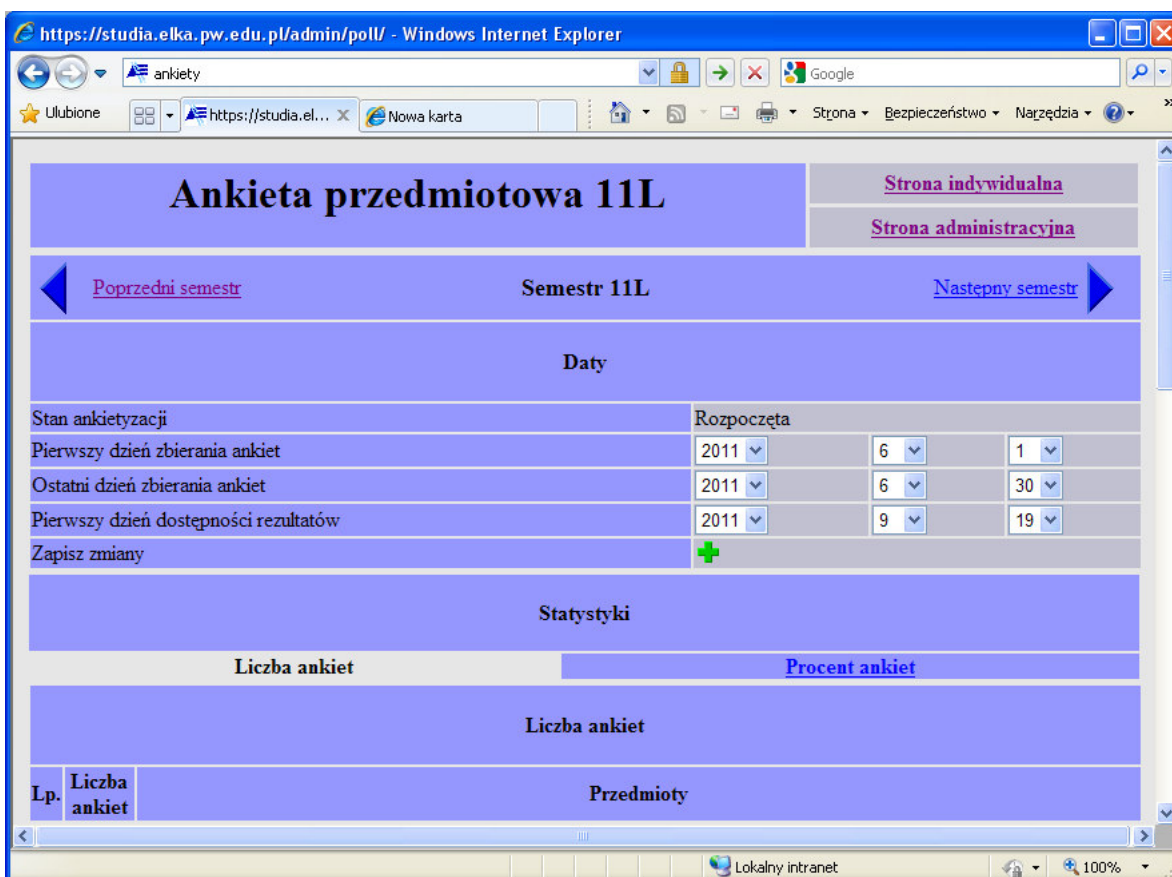 https://studia.elka.pw.edu.pl/admin/poll/ - Windows Internet Explorer
ankiety Google
Ulubione https://studia.el... Nowa karta Strona Bezpieczeństwo Narzędzia »
Ankieta przedmiotowa 11L
Strona indywidualna
Strona administracyjna
Poprzedni semestr Semestr 11L Następny semestr
Daty
Stan ankietyzacji Rozpoczęta
Pierwszy dzień zbierania ankiet 2011 6 1
Ostatni dzień zbierania ankiet 2011 6 30
Pierwszy dzień dostępności rezultatów 2011 9 19
Zapisz zmiany
Statystyki
Liczba ankiet Procent ankiet
Liczba ankiet
Lp. Liczba ankiet Przedmioty
Lokalny intranet 100%